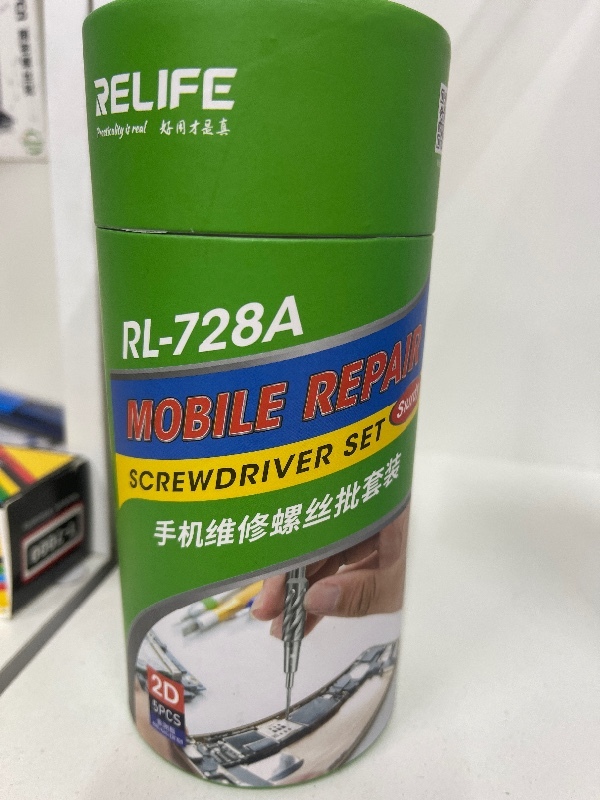 RELIFE
Practicality is real 好用才是真
RL-728A
MOBILE REPAIR
SCREWDRIVER SET
手机维修螺丝批套装
2D
5PCS